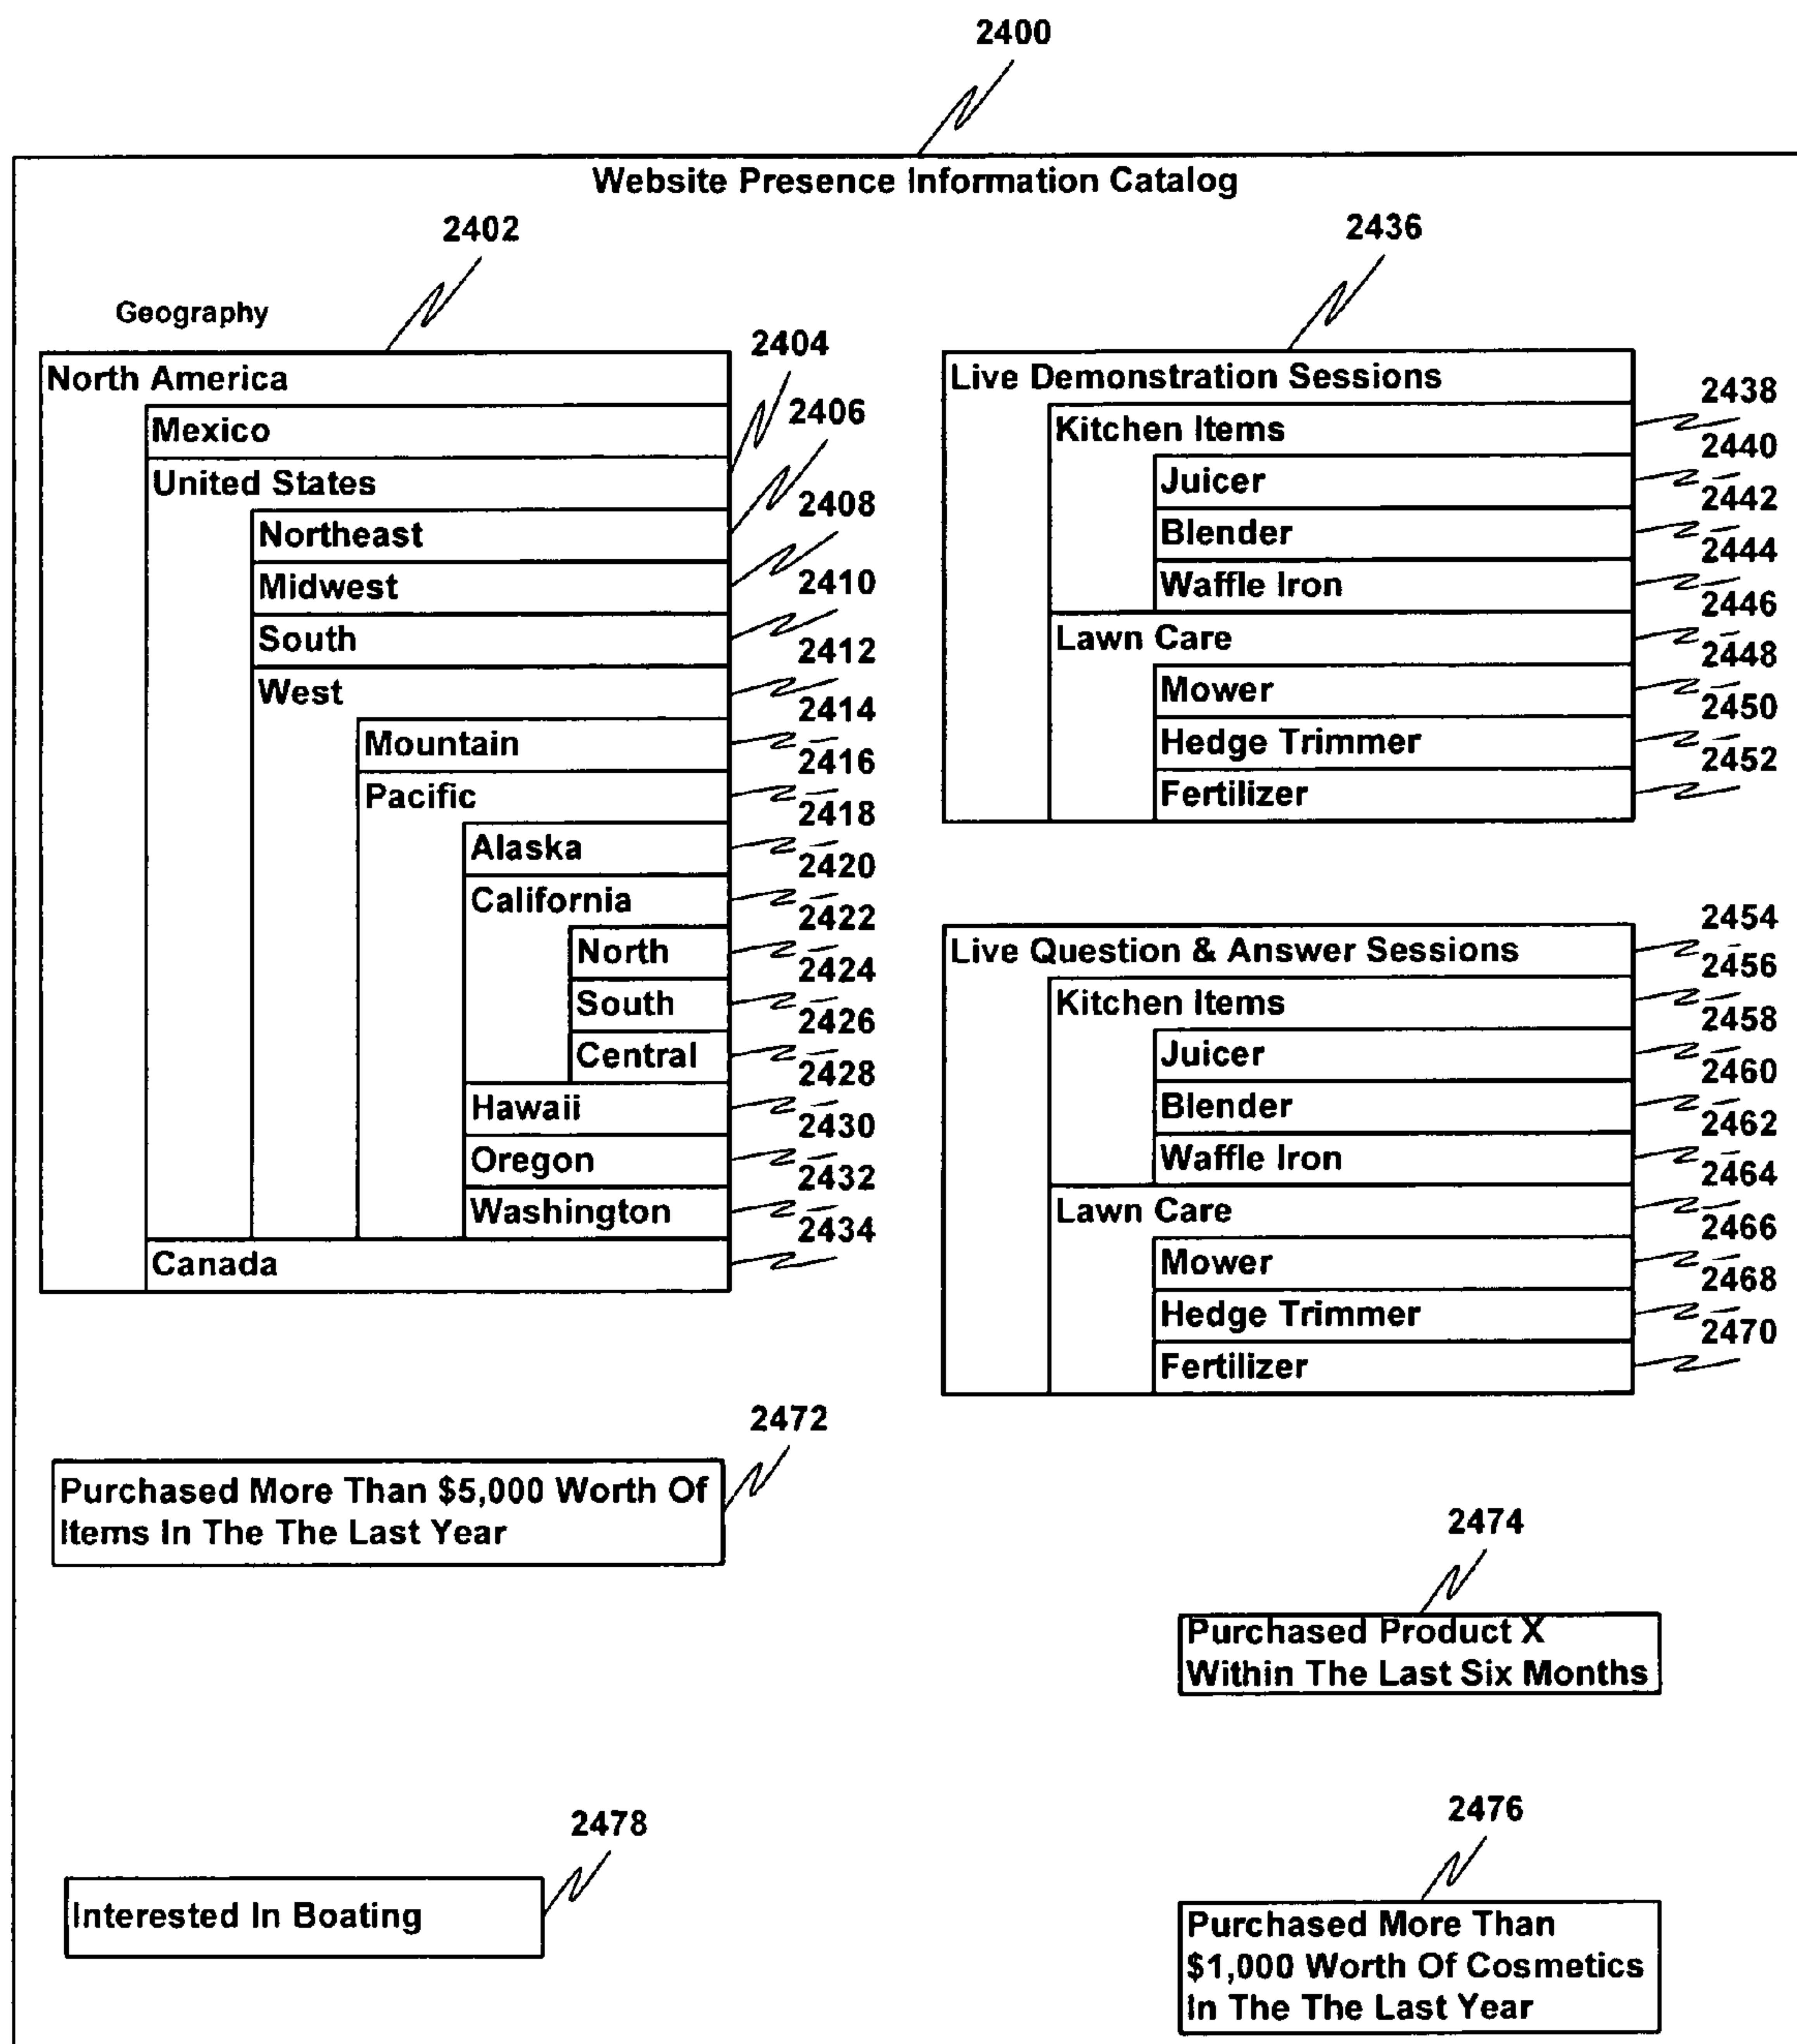 2400
Website Presence Information Catalog
2402
Geography
North America
Mexico
United States
Northeast
Midwest
South
West
Mountain
Pacific
Alaska
California
North
South
Central
Hawaii
Oregon
Washington
Canada
2404
2406
2408
2410
2412
2414
2416
2418
2420
2422
2424
2426
2428
2430
2432
2434
2436
Live Demonstration Sessions
Kitchen Items
Juicer
Blender
Waffle Iron
Lawn Care
Mower
Hedge Trimmer
Fertilizer
2438
2440
2442
2444
2446
2448
2450
2452
Live Question & Answer Sessions
Kitchen Items
Juicer
Blender
Waffle Iron
Lawn Care
Mower
Hedge Trimmer
Fertilizer
2454
2456
2458
2460
2462
2464
2466
2468
2470
2472
Purchased More Than $5,000 Worth Of
Items In The The Last Year
2474
Purchased Product X
Within The Last Six Months
2478
Interested In Boating
2476
Purchased More Than
$1,000 Worth Of Cosmetics
In The The Last Year